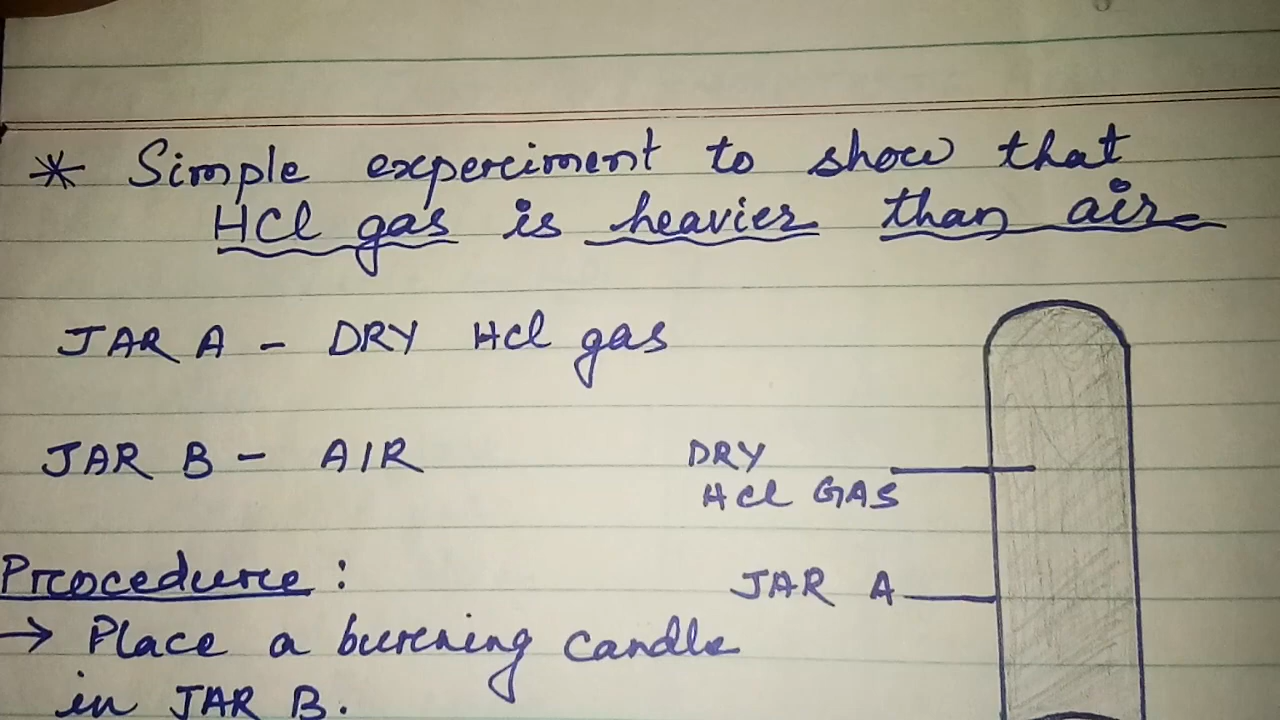 * Simple experiment to show that
HCl gas is heavier than air
JAR A - DRY HCl gas
JAR B - AIR
DRY
HCl GAS
JAR A
Procedure :
→ Place a burning candle
in JAR B.